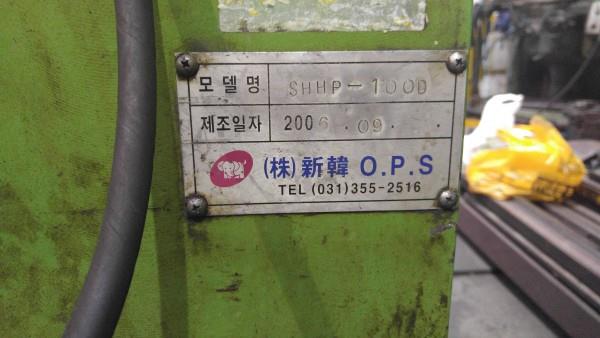 모델명 SHHP-100D
제조일자 2006.09.
(株)新韓 O.P.S
TEL (031)355-2516